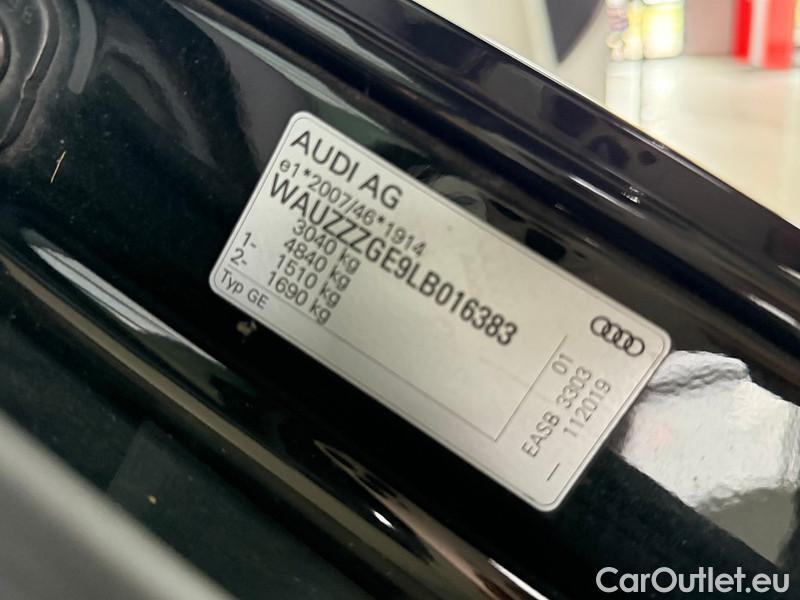 AUDI AG
e1*2007/46*1914
WAUZZZGE9LB016383
3040 kg
4840 kg
1- 1510 kg
2- 1690 kg
Typ GE
01
EASB 3303
— 112019
CarOutlet.eu